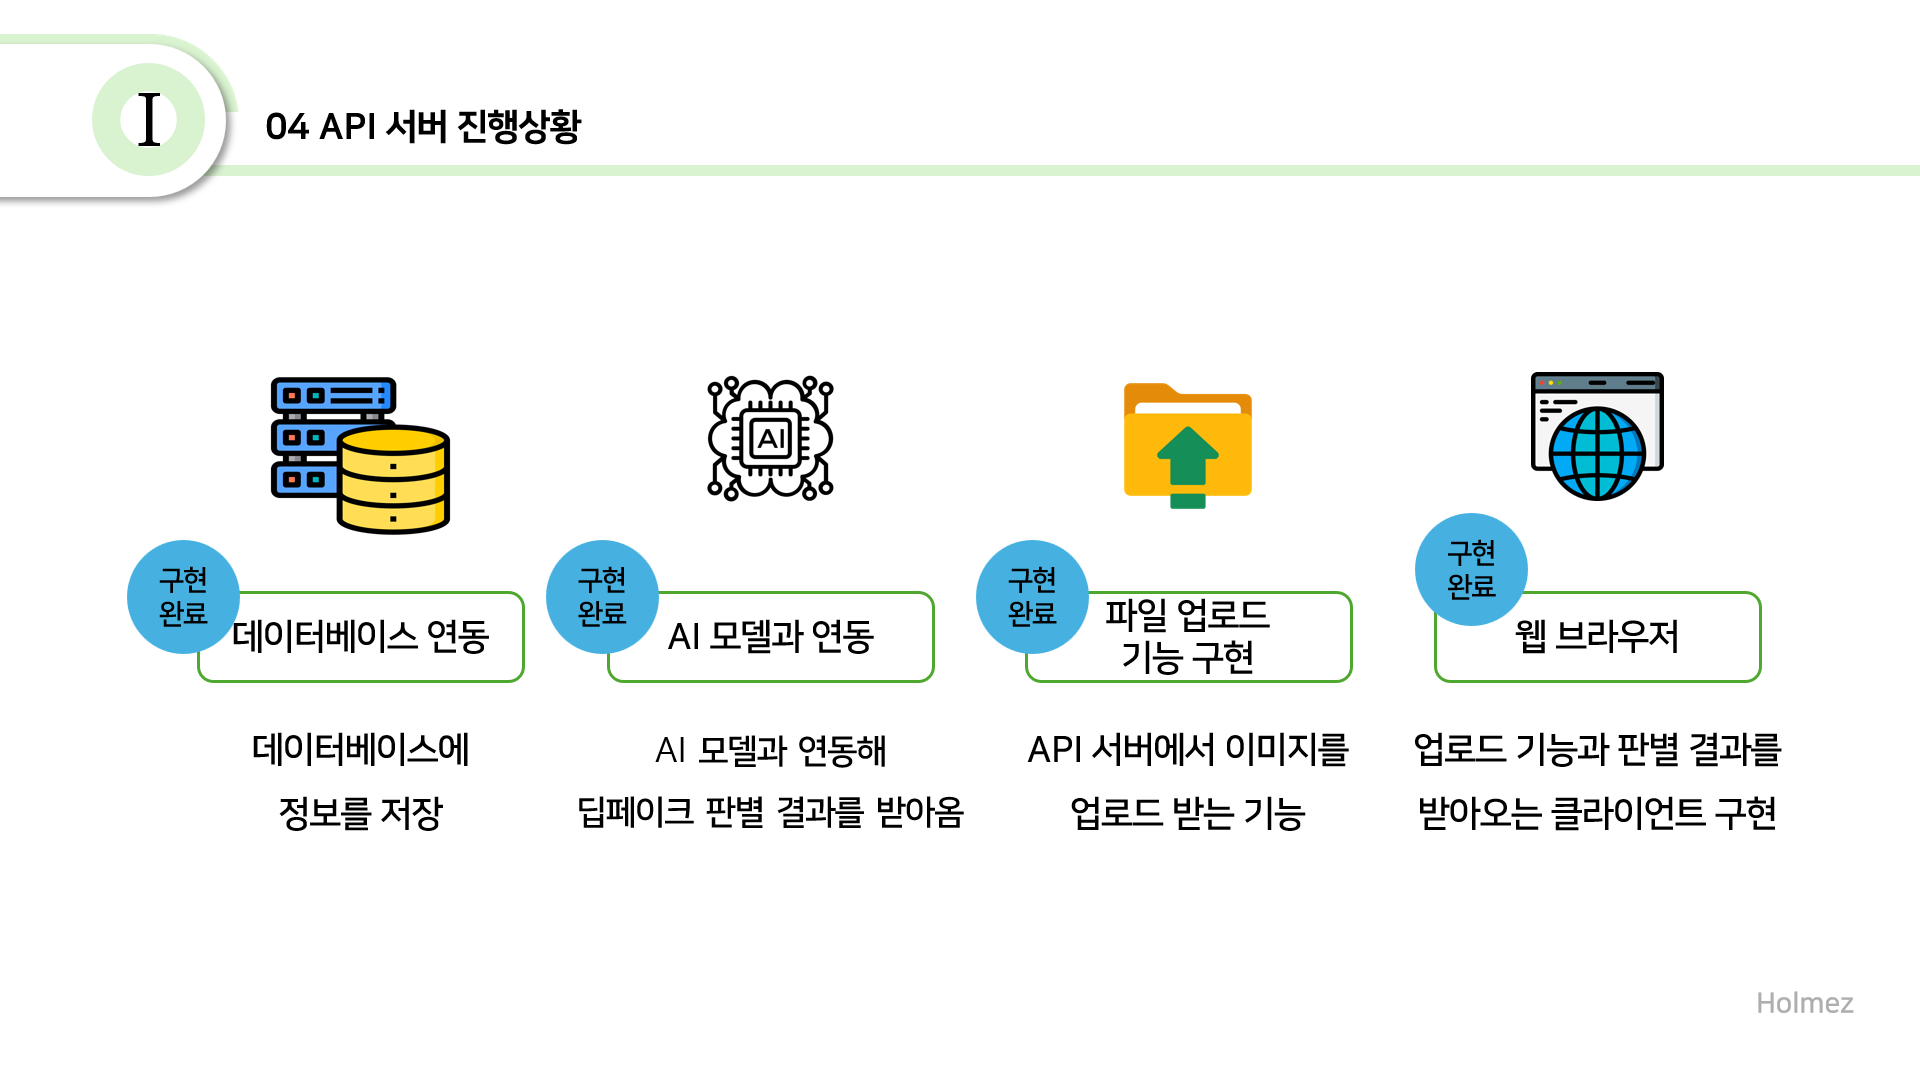 I
04 API 서버 진행상황
AI
구현
완료
데이터베이스 연동
데이터베이스에
정보를 저장
구현
완료
AI 모델과 연동
AI 모델과 연동해
딥페이크 판별 결과를 받아옴
구현
완료
파일 업로드
기능 구현
API 서버에서 이미지를
업로드 받는 기능
구현
완료
웹 브라우저
업로드 기능과 판별 결과를
받아오는 클라이언트 구현
Holmez